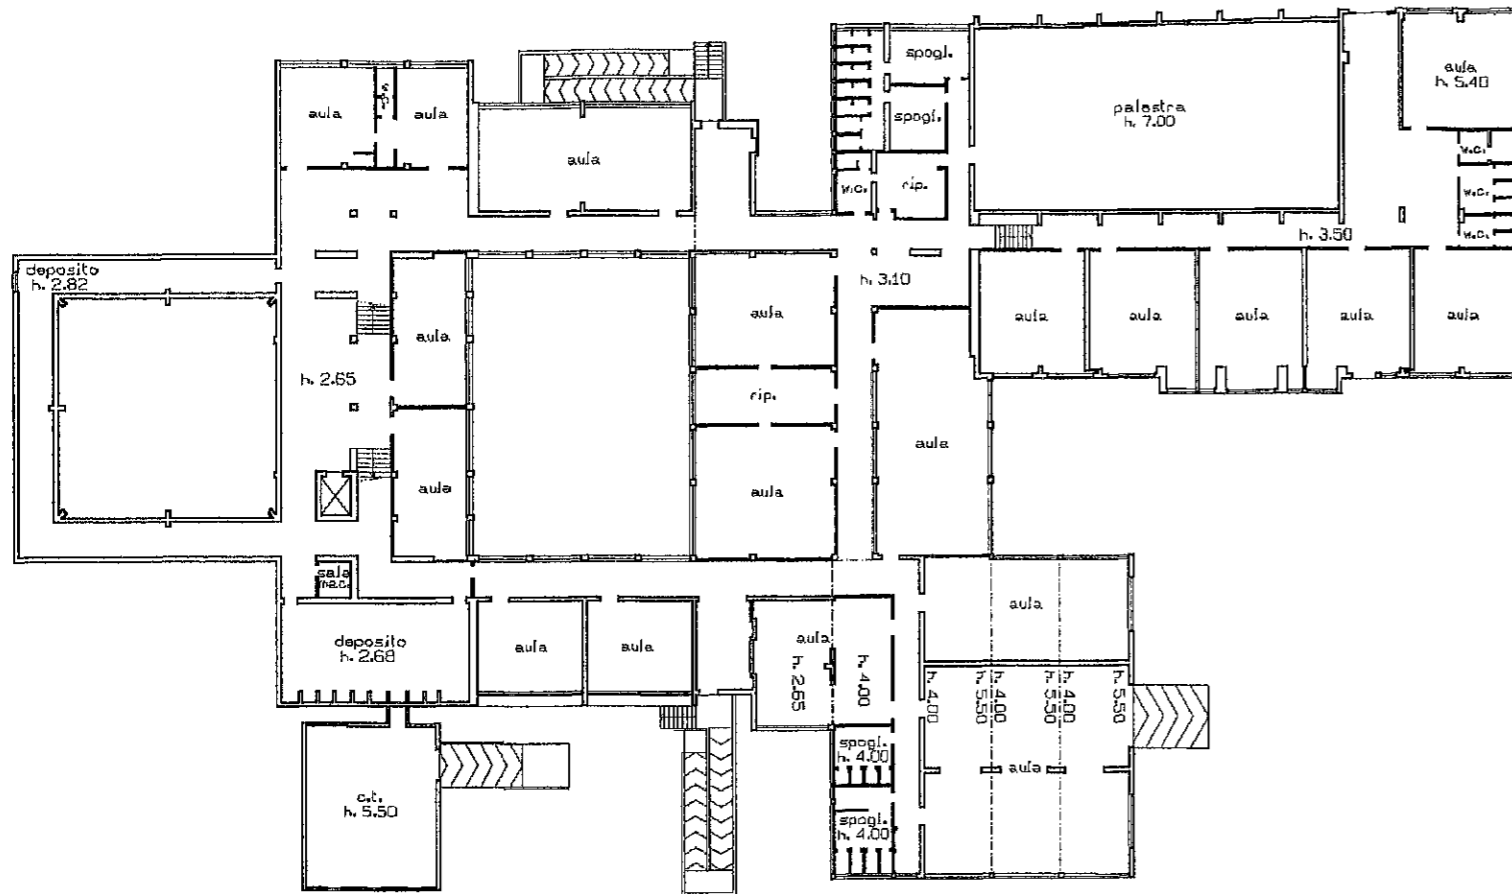 spogl.
aula
h. 5.40
palestra
h. 7.00
aula
aula
spogl.
w.c.
aula
w.c.
rip.
w.c.
w.c.
h. 3.50
deposito
h. 2.82
h. 3.10
aula
aula
aula
aula
aula
aula
aula
aula
h. 2.65
rip.
aula
aula
aula
sala
mac.
aula
deposito
h. 2.68
aula
aula
aula
h. 2.65
h. 4.00
h. 4.00
h. 5.50
h. 4.00
h. 5.50
h. 4.00
h. 5.50
spogl.
h. 4.00
aula
c.t.
h. 5.50
spogl.
h. 4.00